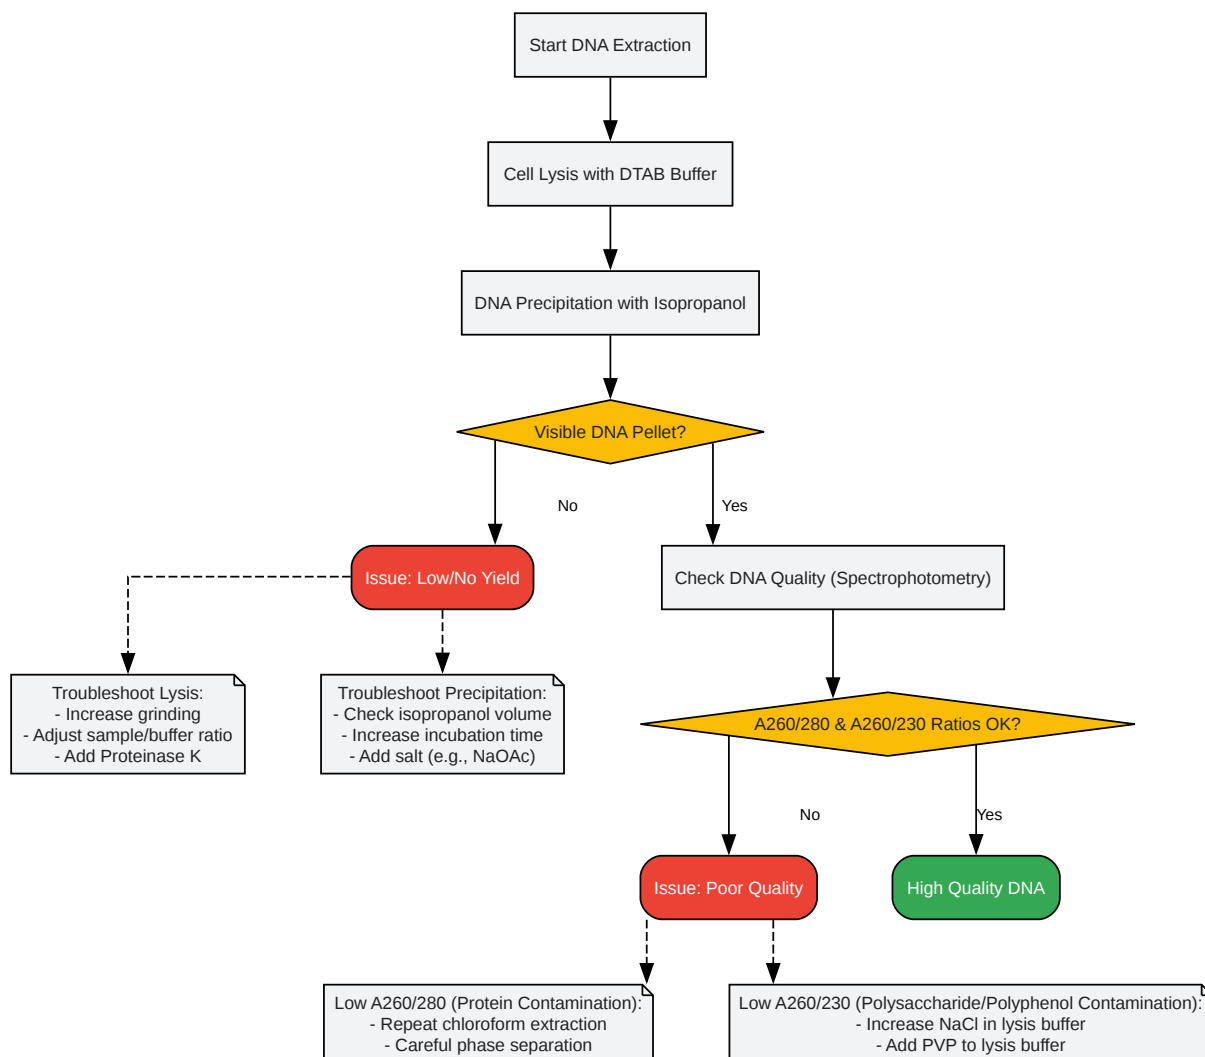 Start DNA Extraction
Cell Lysis with DTAB Buffer
DNA Precipitation with Isopropanol
Visible DNA Pellet?
No
Yes
Issue: Low/No Yield
Check DNA Quality (Spectrophotometry)
Troubleshoot Lysis:
- Increase grinding
- Adjust sample/buffer ratio
- Add Proteinase K
Troubleshoot Precipitation:
- Check isopropanol volume
- Increase incubation time
- Add salt (e.g., NaOAc)
A260/280 & A260/230 Ratios OK?
No
Yes
Issue: Poor Quality
High Quality DNA
Low A260/280 (Protein Contamination):
- Repeat chloroform extraction
- Careful phase separation
Low A260/230 (Polysaccharide/Polyphenol Contamination):
- Increase NaCl in lysis buffer
- Add PVP to lysis buffer